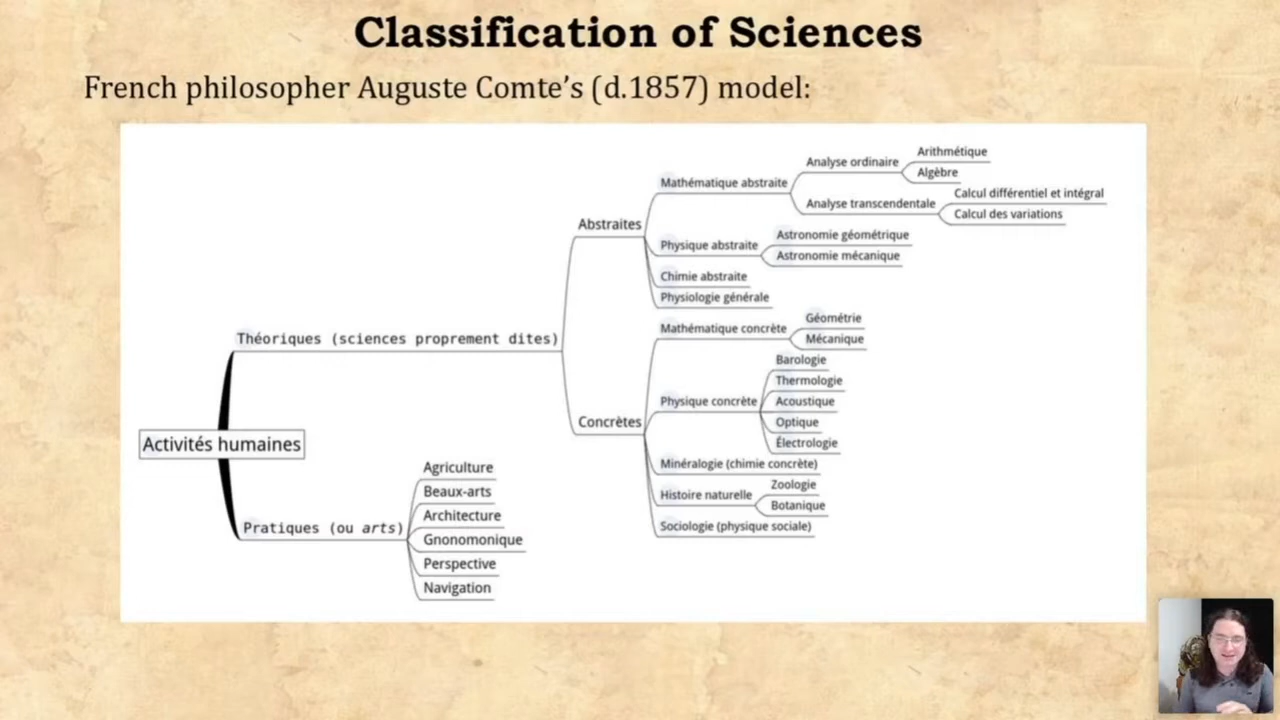 Classification of Sciences
French philosopher Auguste Comte’s (d.1857) model:
Activités humaines
Théoriques (sciences proprement dites)
Abstraites
Mathématique abstraite
Analyse ordinaire
Arithmétique
Algèbre
Analyse transcendentale
Calcul différentiel et intégral
Calcul des variations
Physique abstraite
Astronomie géométrique
Astronomie mécanique
Chimie abstraite
Physiologie générale
Concrètes
Mathématique concrète
Géométrie
Mécanique
Physique concrète
Barologie
Thermologie
Acoustique
Optique
Électrologie
Minéralogie (chimie concrète)
Histoire naturelle
Zoologie
Botanique
Sociologie (physique sociale)
Pratiques (ou arts)
Agriculture
Beaux-arts
Architecture
Gnonomonique
Perspective
Navigation